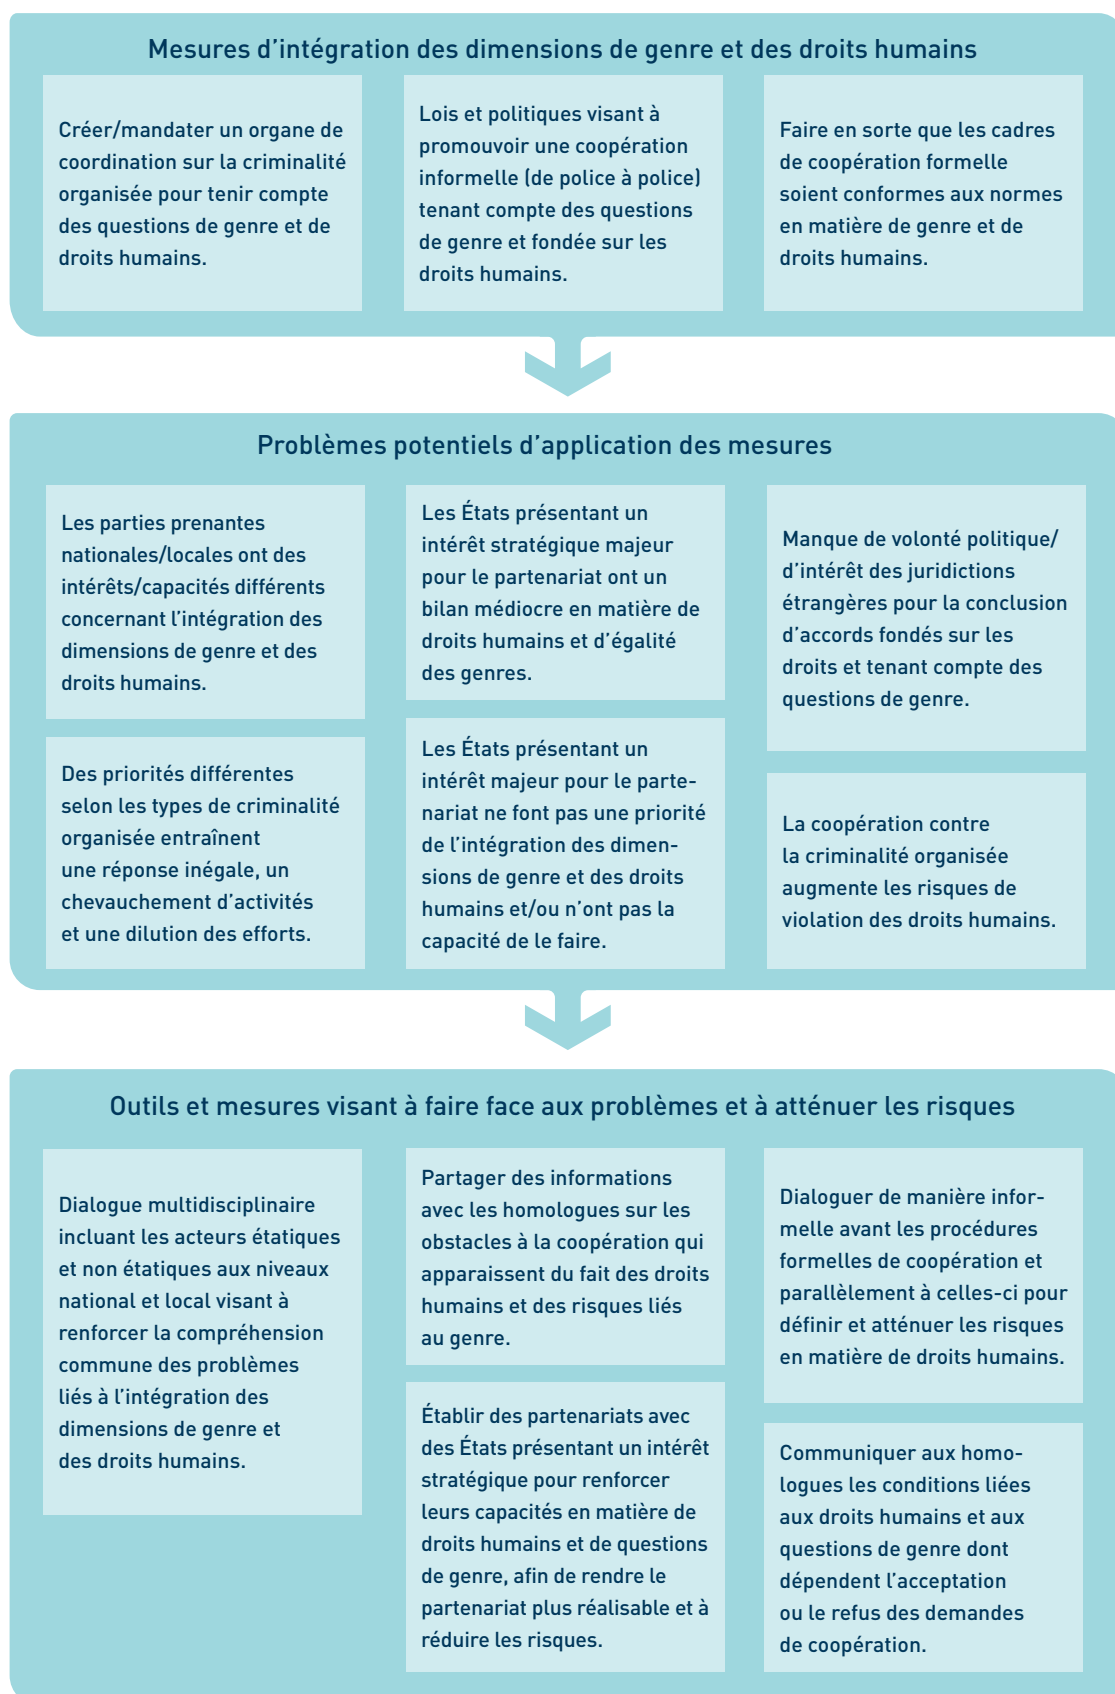 Mesures d’intégration des dimensions de genre et des droits humains
Créer/mandater un organe de
coordination sur la criminalité
organisée pour tenir compte
des questions de genre et de
droits humains.
Lois et politiques visant à
promouvoir une coopération
informelle (de police à police)
tenant compte des questions
de genre et fondée sur les
droits humains.
Faire en sorte que les cadres
de coopération formelle
soient conformes aux normes
en matière de genre et de
droits humains.
Problèmes potentiels d’application des mesures
Les parties prenantes
nationales/locales ont des
intérêts/capacités différents
concernant l’intégration des
dimensions de genre et des
droits humains.
Des priorités différentes
selon les types de criminalité
organisée entraînent
une réponse inégale, un
chevauchement d’activités
et une dilution des efforts.
Les États présentant un
intérêt stratégique majeur
pour le partenariat ont un
bilan médiocre en matière de
droits humains et d’égalité
des genres.
Les États présentant un
intérêt majeur pour le parte-
nariat ne font pas une priorité
de l’intégration des dimen-
sions de genre et des droits
humains et/ou n’ont pas la
capacité de le faire.
Manque de volonté politique/
d’intérêt des juridictions
étrangères pour la conclusion
d’accords fondés sur les
droits et tenant compte des
questions de genre.
La coopération contre
la criminalité organisée
augmente les risques de
violation des droits humains.
Outils et mesures visant à faire face aux problèmes et à atténuer les risques
Dialogue multidisciplinaire
incluant les acteurs étatiques
et non étatiques aux niveaux
national et local visant à
renforcer la compréhension
commune des problèmes
liés à l’intégration des
dimensions de genre et
des droits humains.
Partager des informations
avec les homologues sur les
obstacles à la coopération qui
apparaissent du fait des droits
humains et des risques liés
au genre.
Établir des partenariats avec
des États présentant un intérêt
stratégique pour renforcer
leurs capacités en matière de
droits humains et de questions
de genre, afin de rendre le
partenariat plus réalisable et à
réduire les risques.
Dialoguer de manière infor-
melle avant les procédures
formelles de coopération et
parallèlement à celles-ci pour
définir et atténuer les risques
en matière de droits humains.
Communiquer aux homo-
logues les conditions liées
aux droits humains et aux
questions de genre dont
dépendent l’acceptation
ou le refus des demandes
de coopération.